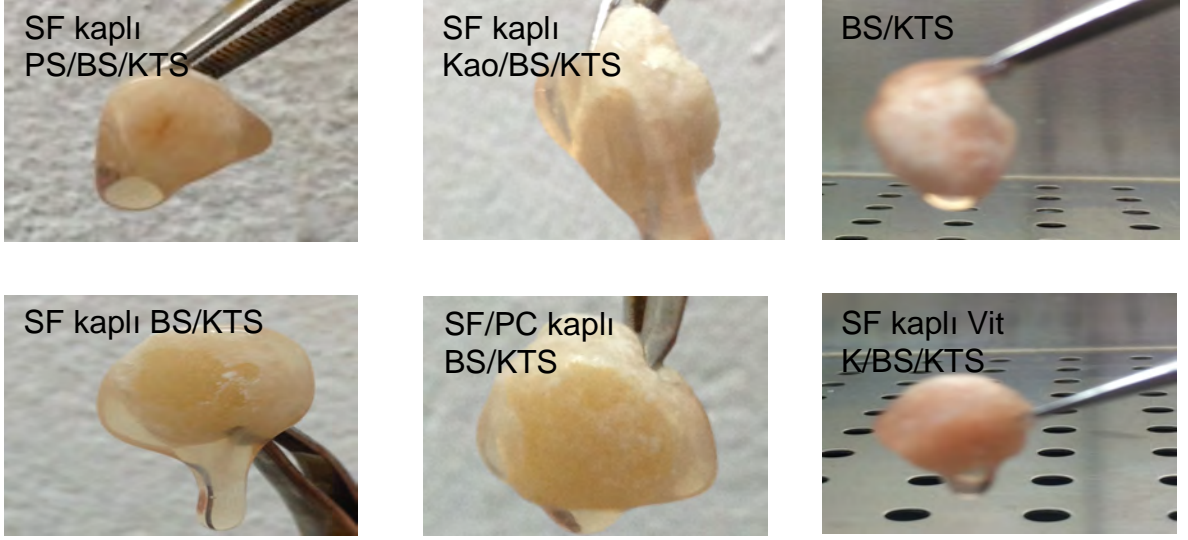 SF kaplı
PS/BS/KTS
SF kaplı
Kao/BS/KTS
BS/KTS
SF kaplı BS/KTS
SF/PC kaplı
BS/KTS
SF kaplı Vit
K/BS/KTS